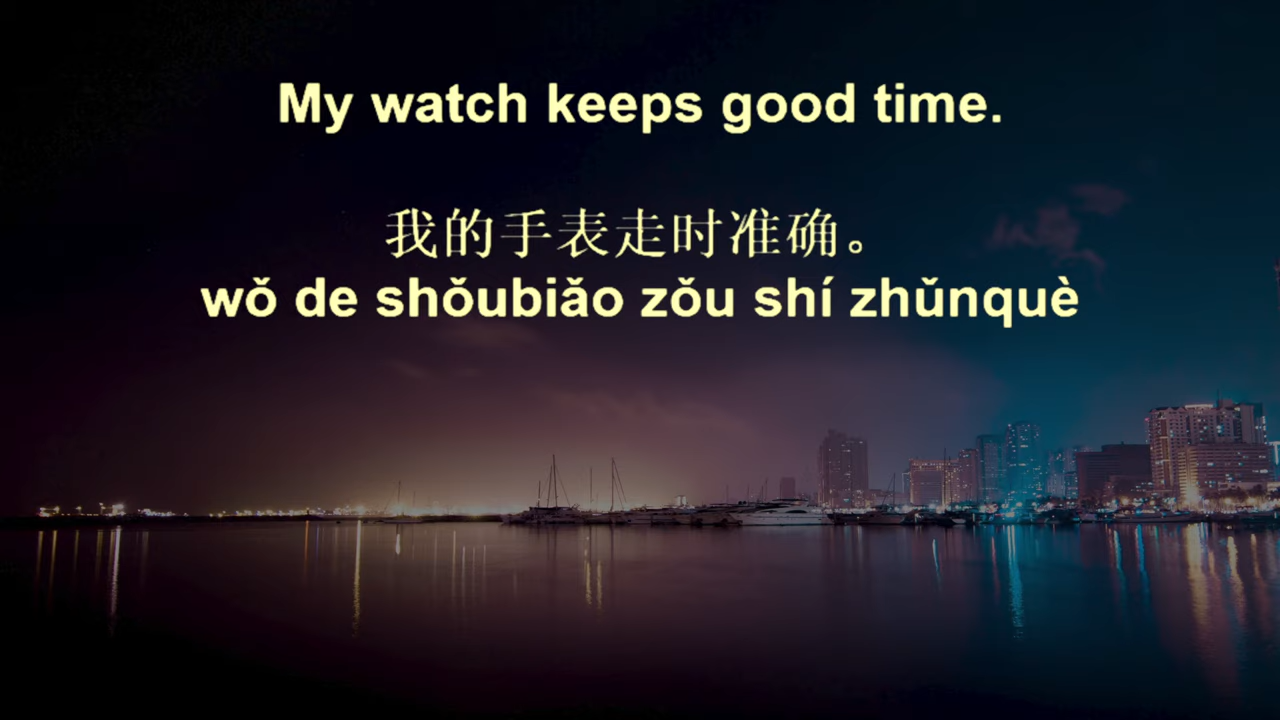 My watch keeps good time.
我的手表走时准确。
wǒ de shǒubiǎo zǒu shí zhǔnquè